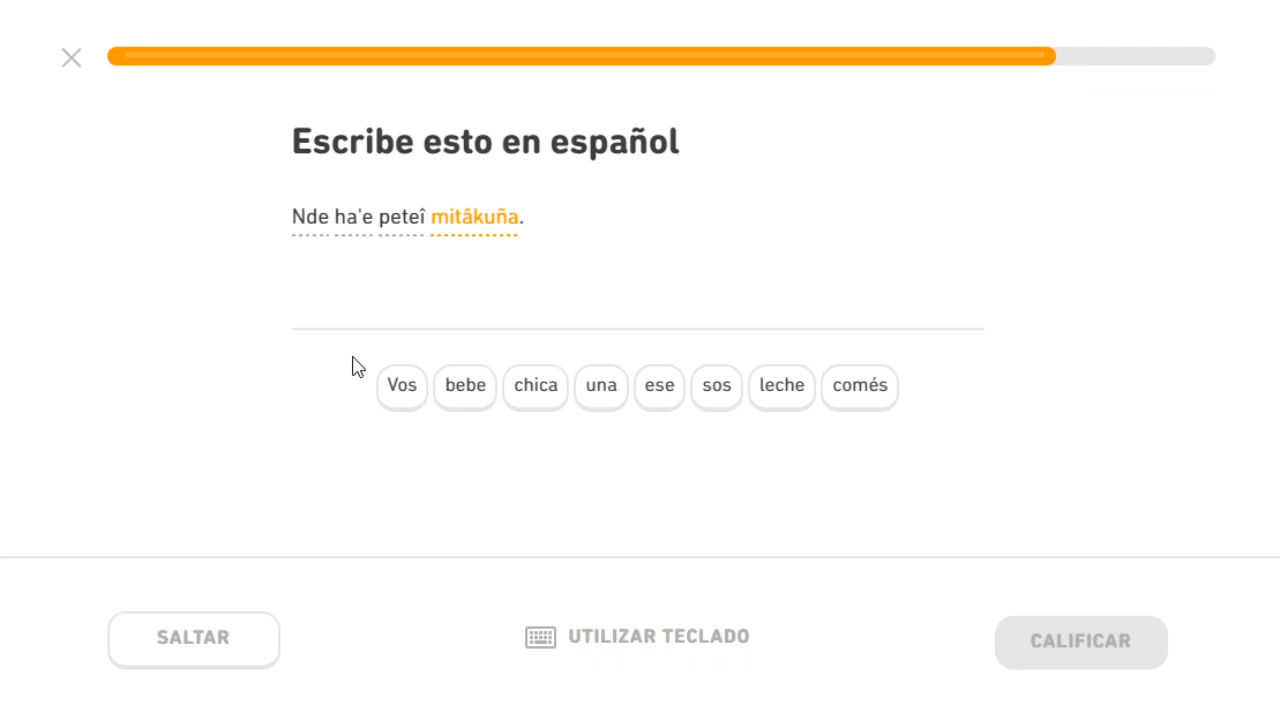 Escribe esto en español
Nde ha'e peteî mitâkuña.
Vos bebe chica una ese sos leche comés
SALTAR UTILIZAR TECLADO CALIFICAR